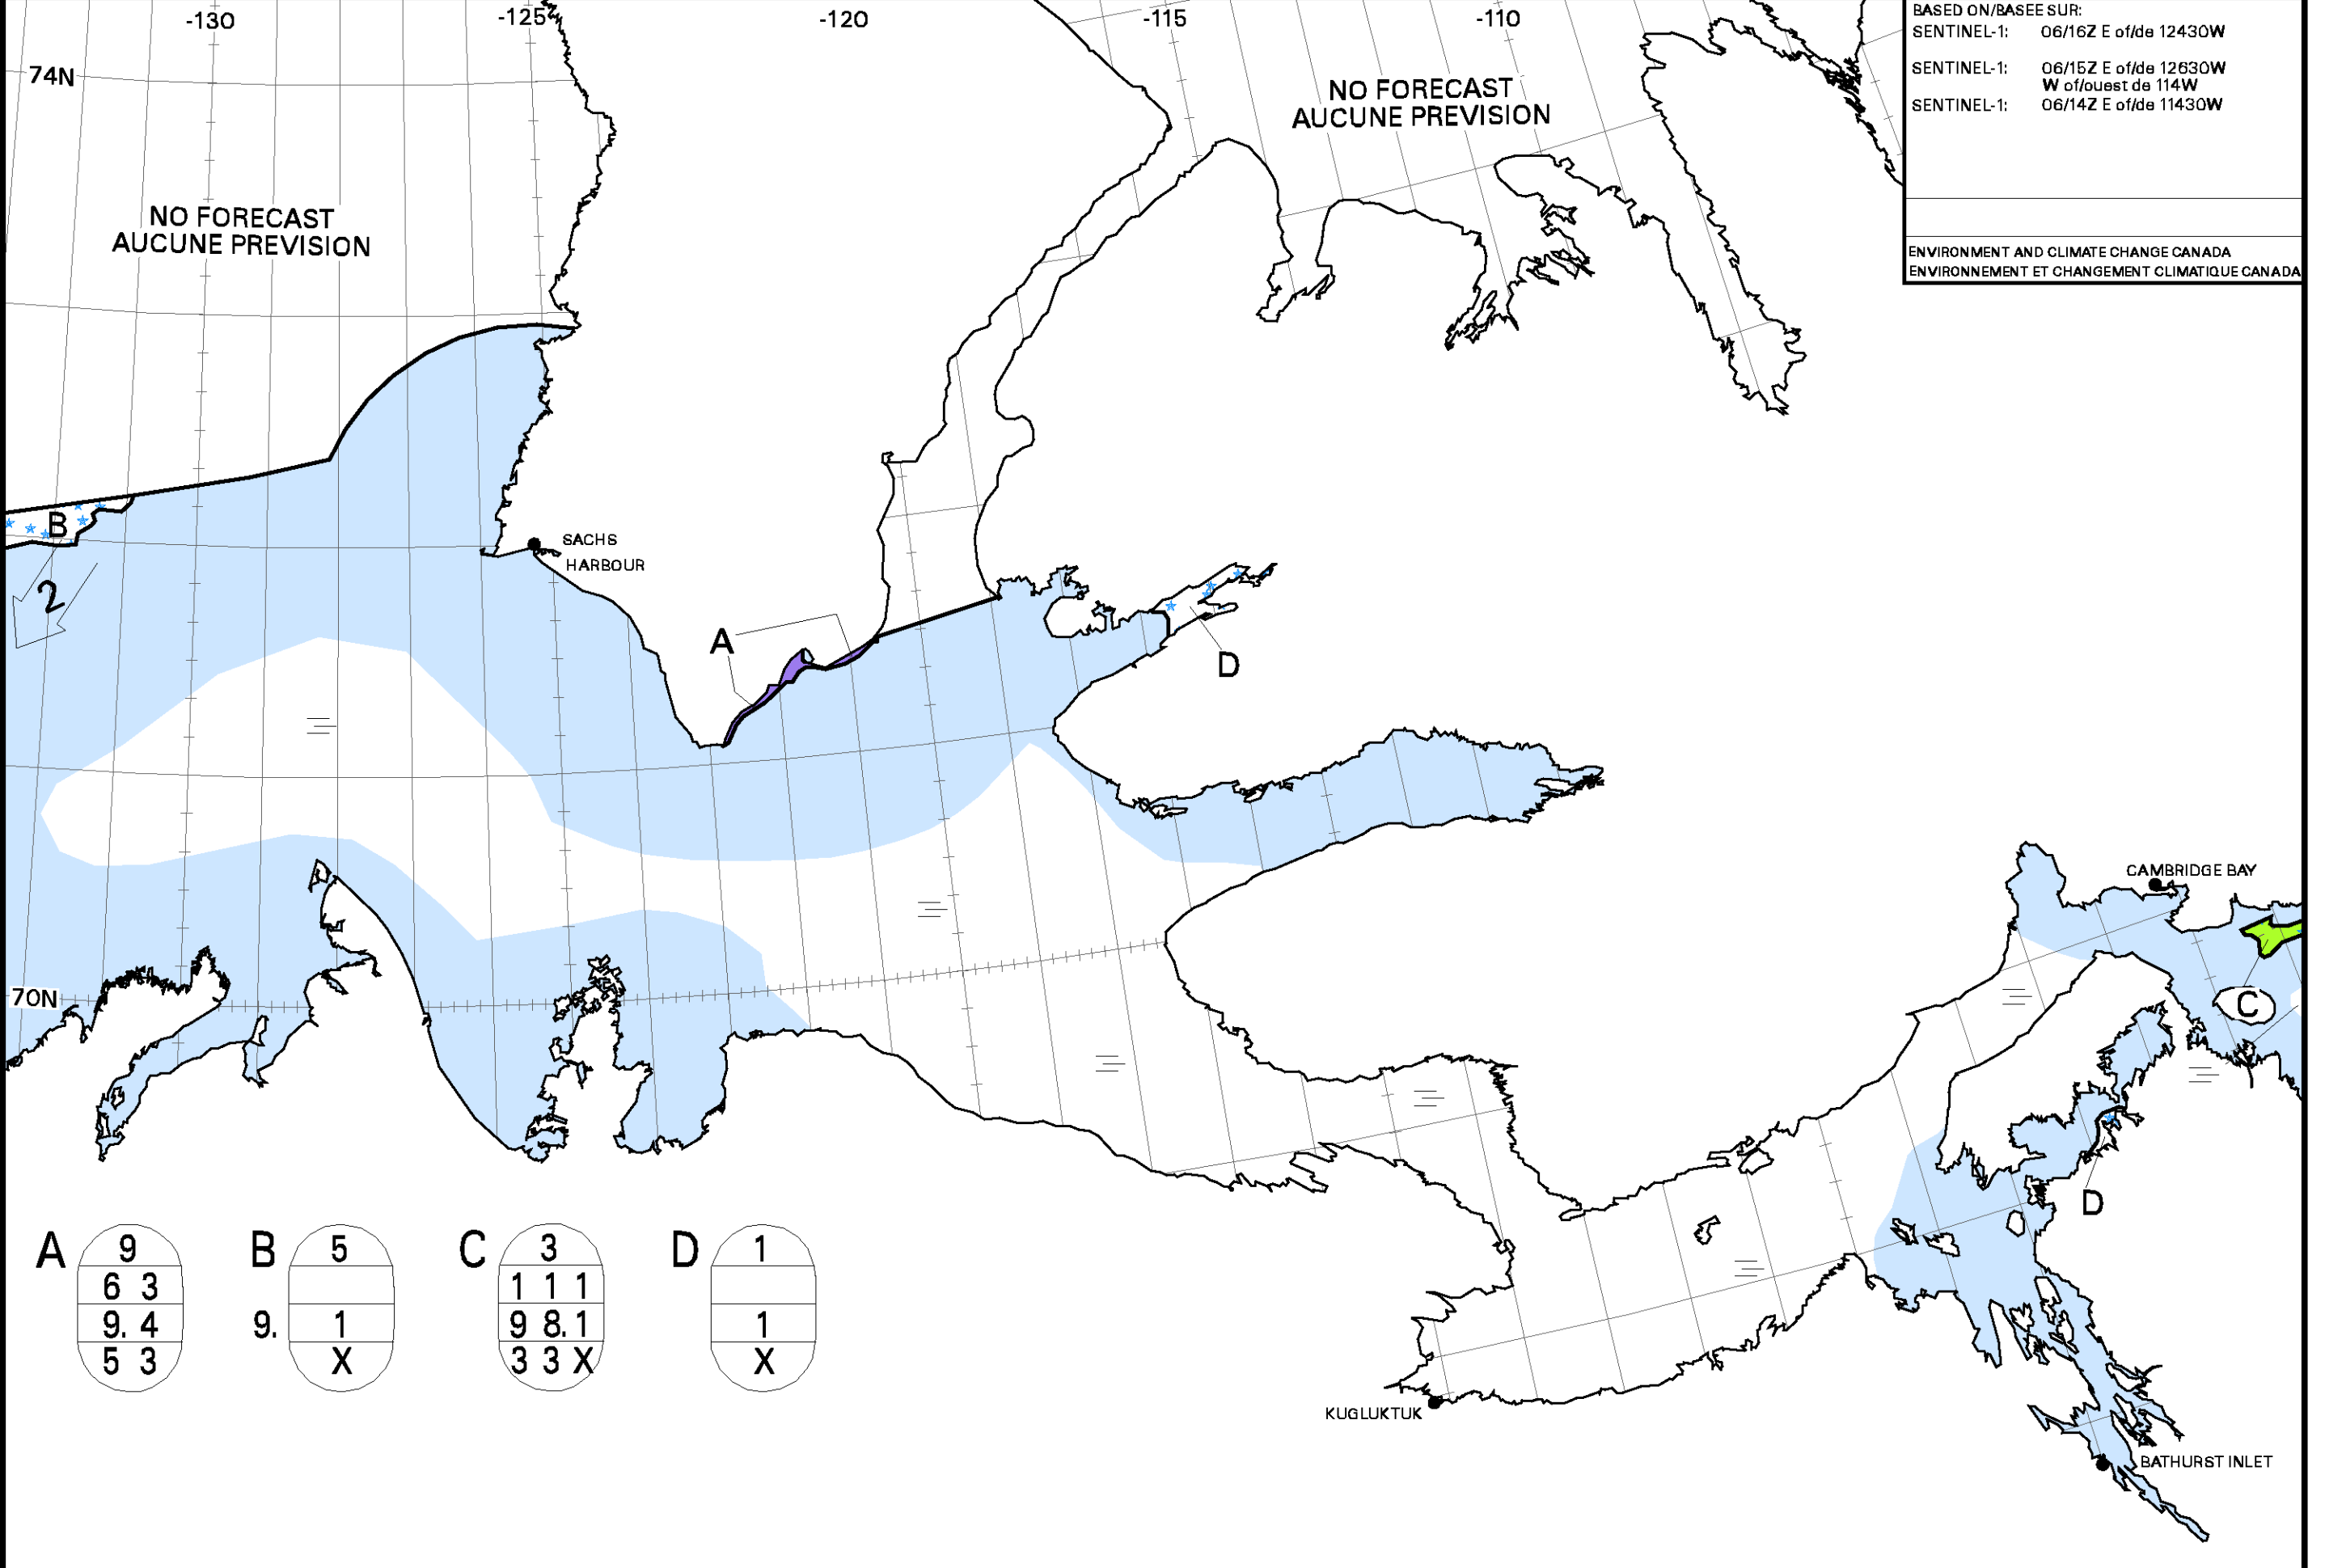 -130
-125
-120
-115
-110
BASED ON/BASEE SUR:
SENTINEL-1: 06/16Z E of/de 12430W
SENTINEL-1: 06/15Z E of/de 12630W
W of/ouest de 114W
SENTINEL-1: 06/14Z E of/de 11430W
74N
NO FORECAST
AUCUNE PREVISION
NO FORECAST
AUCUNE PREVISION
ENVIRONMENT AND CLIMATE CHANGE CANADA
ENVIRONNEMENT ET CHANGEMENT CLIMATIQUE CANADA
B
SACHS
HARBOUR
2
A
D
CAMBRIDGE BAY
70N
C
D
A
9
6 3
9. 4
5 3
B
5
9. 1
X
C
3
1 1 1
9 8. 1
3 3 X
D
1
1
X
KUGLUKTUK
BATHURST INLET